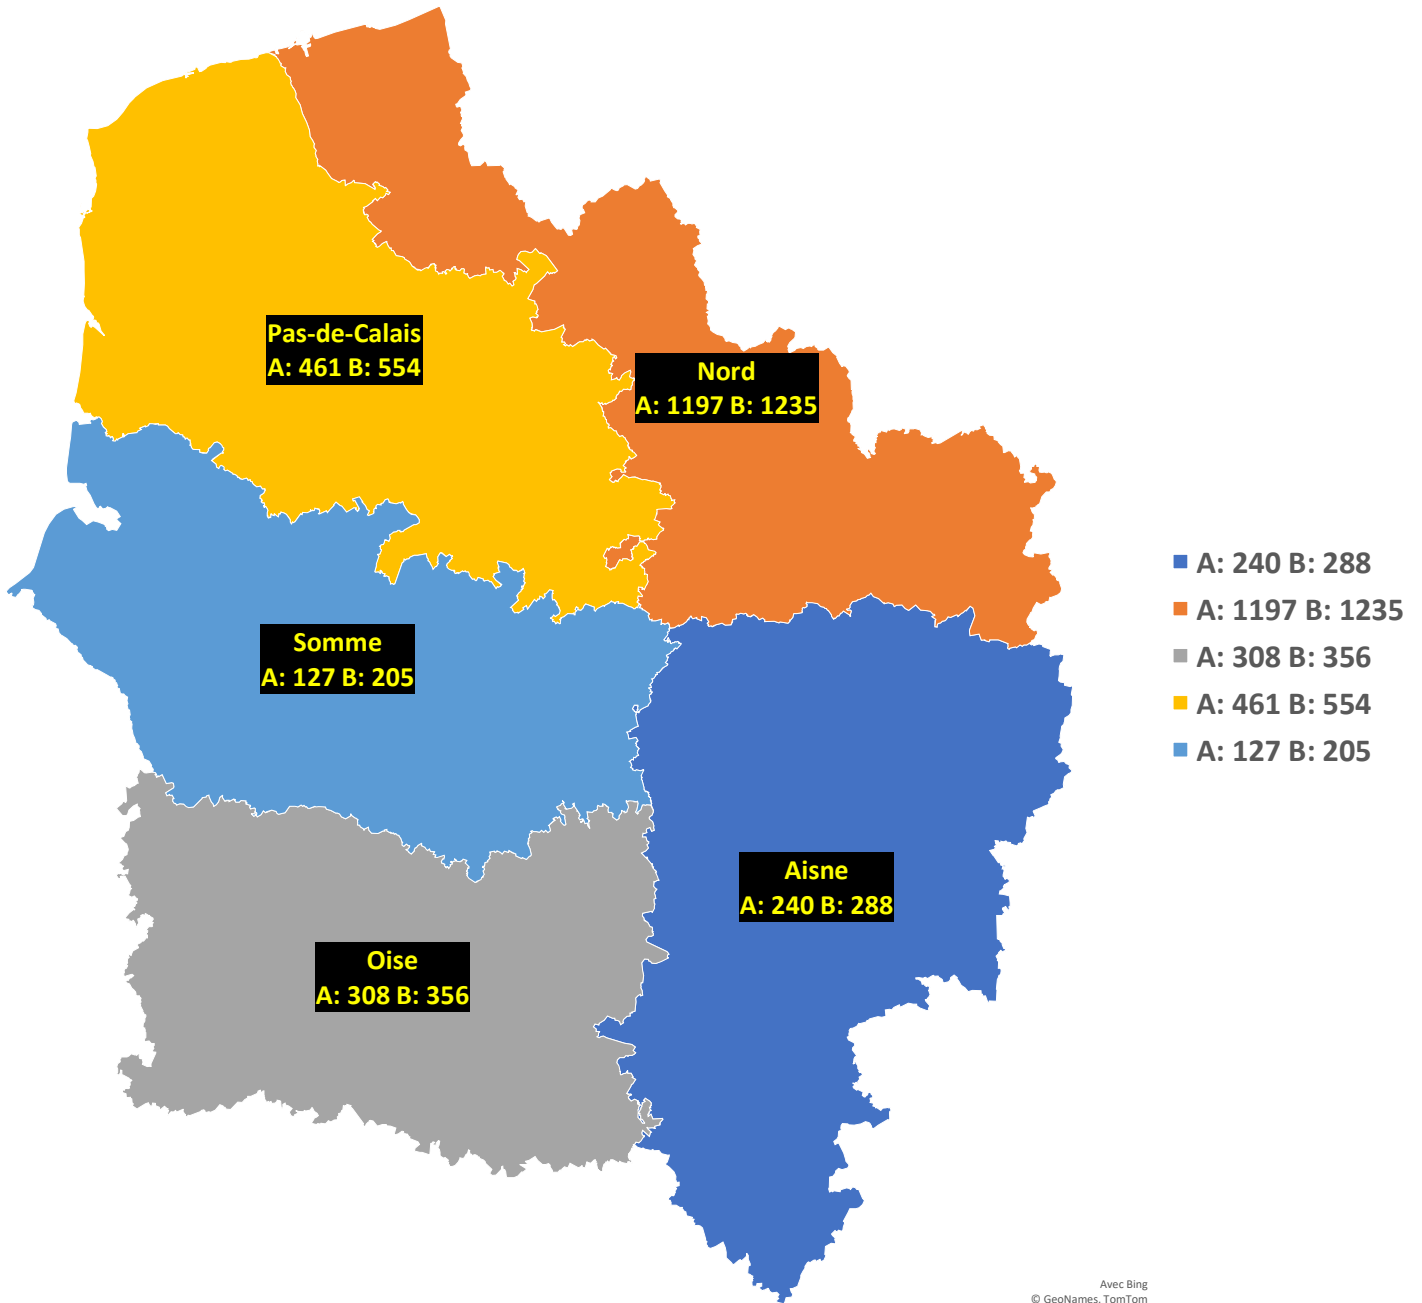 Pas-de-Calais
A: 461 B: 554
Nord
A: 1197 B: 1235
Somme
A: 127 B: 205
Aisne
A: 240 B: 288
Oise
A: 308 B: 356
A: 240 B: 288
A: 1197 B: 1235
A: 308 B: 356
A: 461 B: 554
A: 127 B: 205
Avec Bing
© GeoNames, TomTom